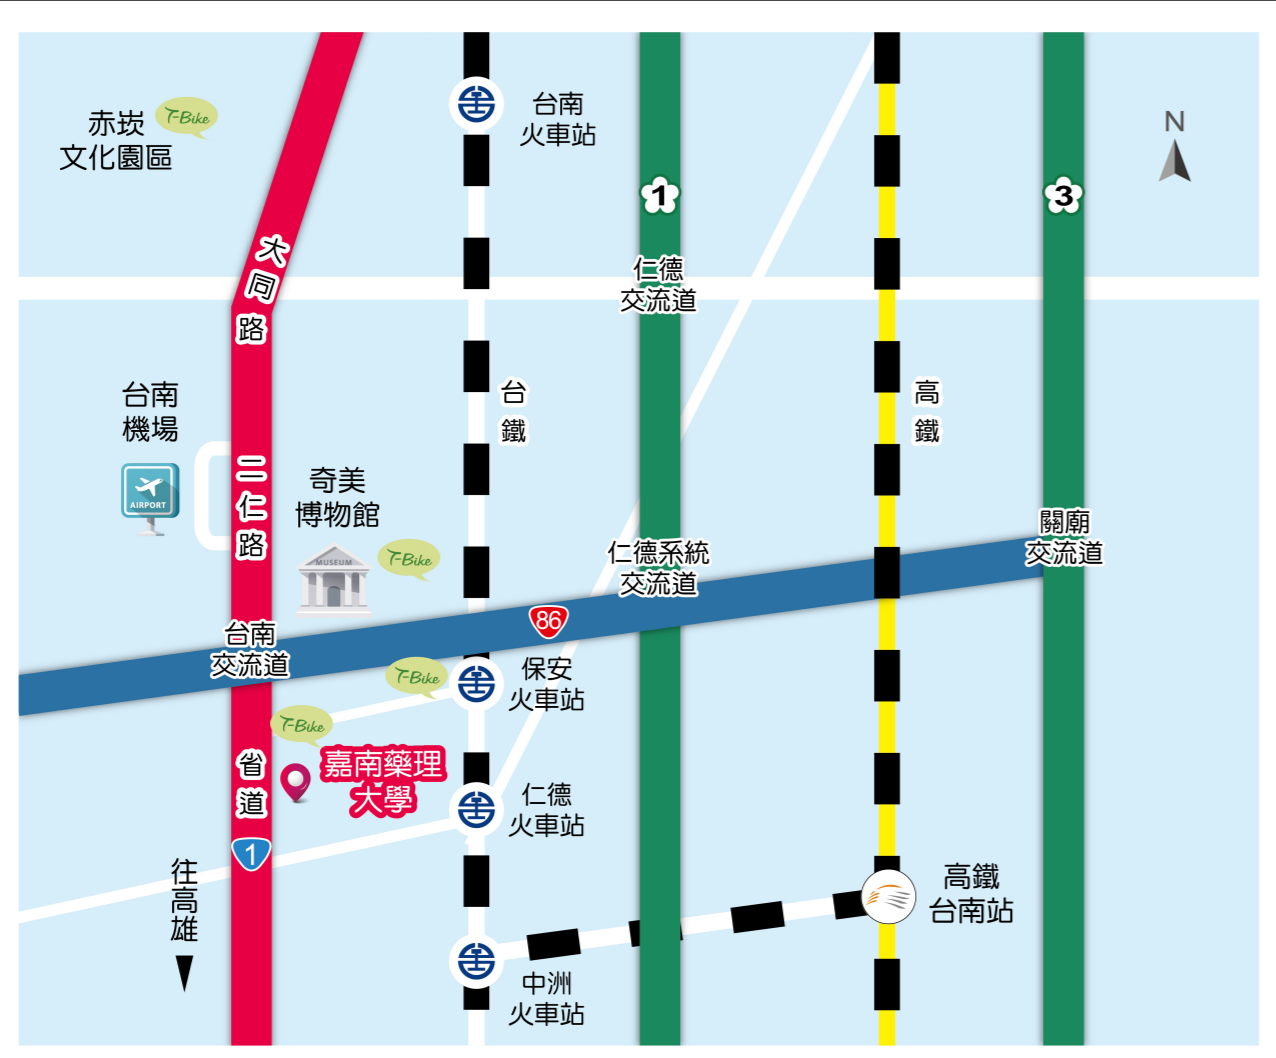 赤崁
文化園區
T-Bike
台南
火車站
N
1
3
大同路
仁德
交流道
台南
機場
AIRPORT
二仁路
奇美
博物館
MUSEUM
T-Bike
台鐵
高鐵
關廟
交流道
仁德系統
交流道
86
台南
交流道
T-Bike
保安
火車站
T-Bike
省道
1
嘉南藥理
大學
仁德
火車站
往高雄
高鐵
台南站
中洲
火車站